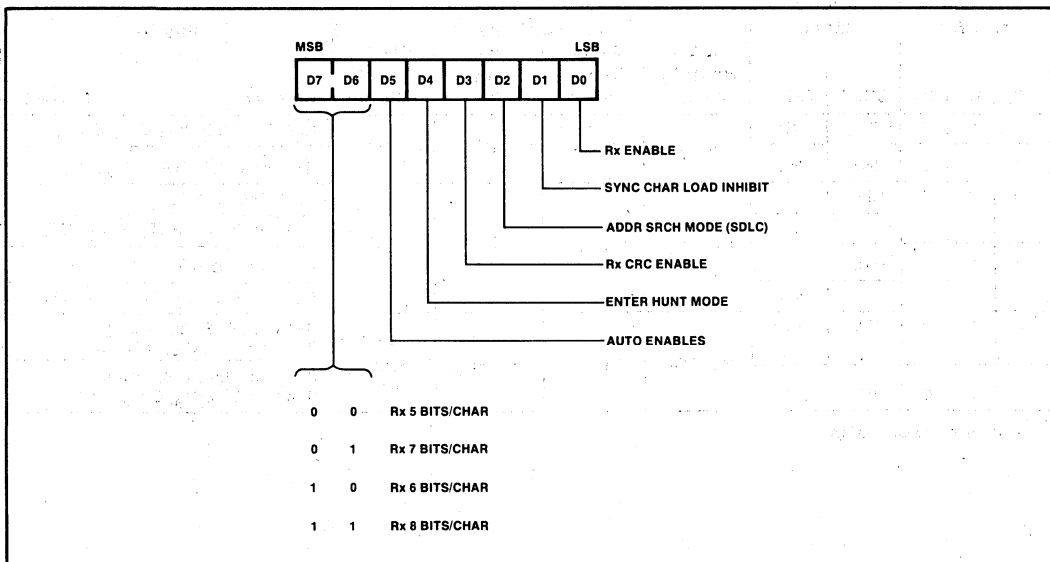 MSB LSB
D7 D6 D5 D4 D3 D2 D1 D0
Rx ENABLE
SYNC CHAR LOAD INHIBIT
ADDR SRCH MODE (SDLC)
Rx CRC ENABLE
ENTER HUNT MODE
AUTO ENABLES
0 0 Rx 5 BITS/CHAR
0 1 Rx 7 BITS/CHAR
1 0 Rx 6 BITS/CHAR
1 1 Rx 8 BITS/CHAR